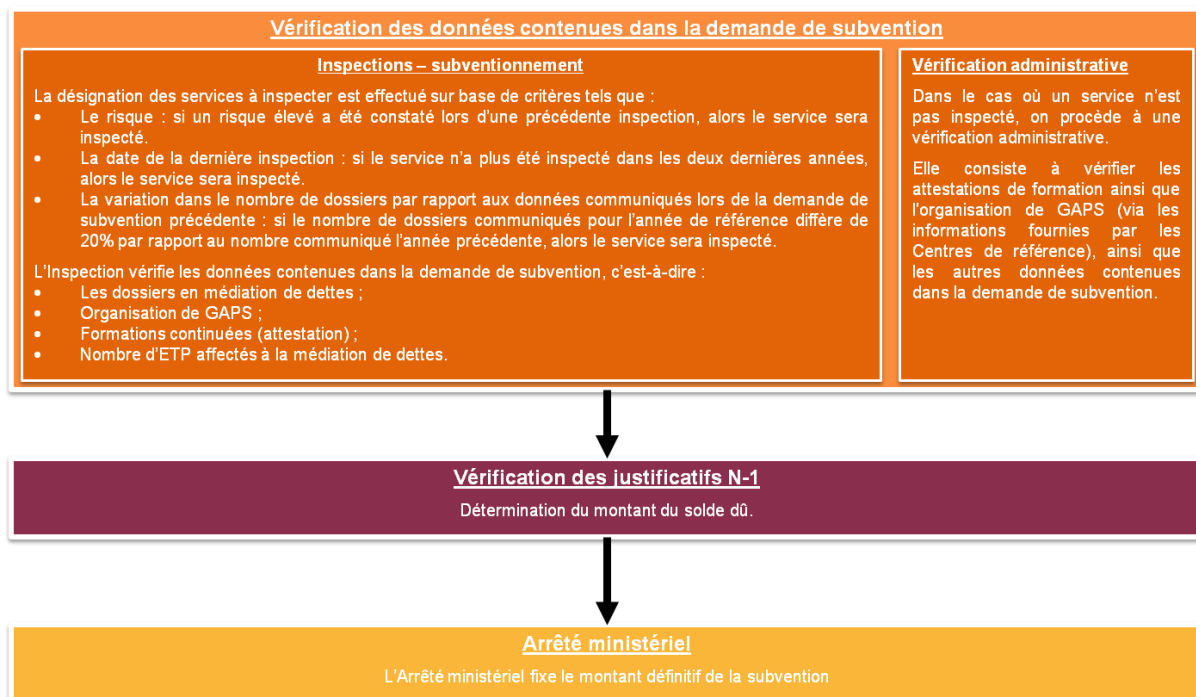 Vérification des données contenues dans la demande de subvention
Inspections – subventionnement
La désignation des services à inspecter est effectué sur base de critères tels que :
• Le risque : si un risque élevé a été constaté lors d'une précédente inspection, alors le service sera
inspecté.
• La date de la dernière inspection : si le service n'a plus été inspecté dans les deux dernières années,
alors le service sera inspecté.
• La variation dans le nombre de dossiers par rapport aux données communiqués lors de la demande de
subvention précédente : si le nombre de dossiers communiqués pour l'année de référence diffère de
20% par rapport au nombre communiqué l'année précédente, alors le service sera inspecté.
L'Inspection vérifie les données contenues dans la demande de subvention, c'est-à-dire :
• Les dossiers en médiation de dettes ;
• Organisation de GAPS ;
• Formations continuées (attestation) ;
• Nombre d'ETP affectés à la médiation de dettes.
Vérification administrative
Dans le cas où un service n'est
pas inspecté, on procède à une
vérification administrative.
Elle consiste à vérifier les
attestations de formation ainsi que
l'organisation de GAPS (via les
informations fournies par les
Centres de référence), ainsi que
les autres données contenues
dans la demande de subvention.
Vérification des justificatifs N-1
Détermination du montant du solde dû.
Arrêté ministériel
L'Arrêté ministériel fixe le montant définitif de la subvention